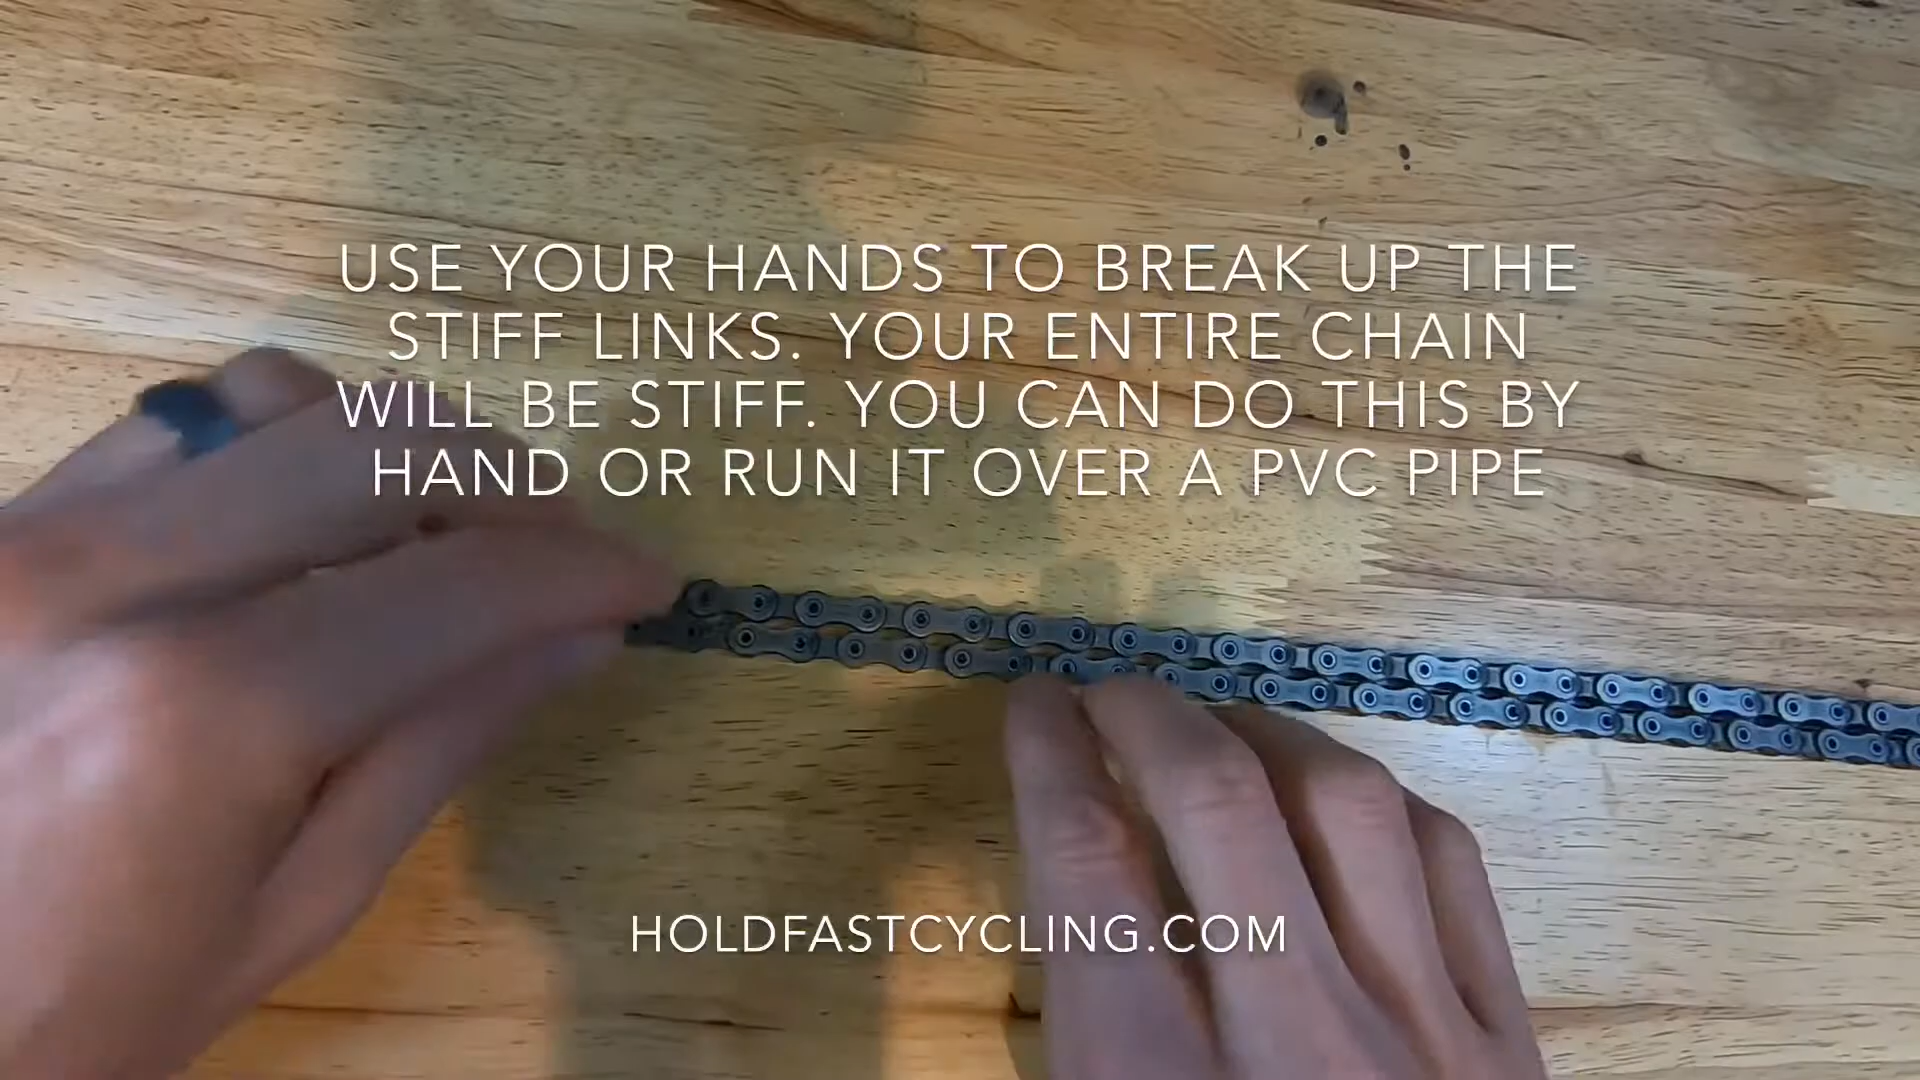 USE YOUR HANDS TO BREAK UP THE
STIFF LINKS. YOUR ENTIRE CHAIN
WILL BE STIFF. YOU CAN DO THIS BY
HAND OR RUN IT OVER A PVC PIPE
HOLDFASTCYCLING.COM